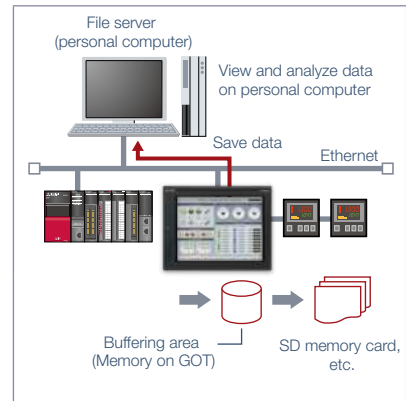 File server
(personal computer)
View and analyze data
on personal computer
Save data
Ethernet
Buffering area
(Memory on GOT)
SD memory card,
etc.